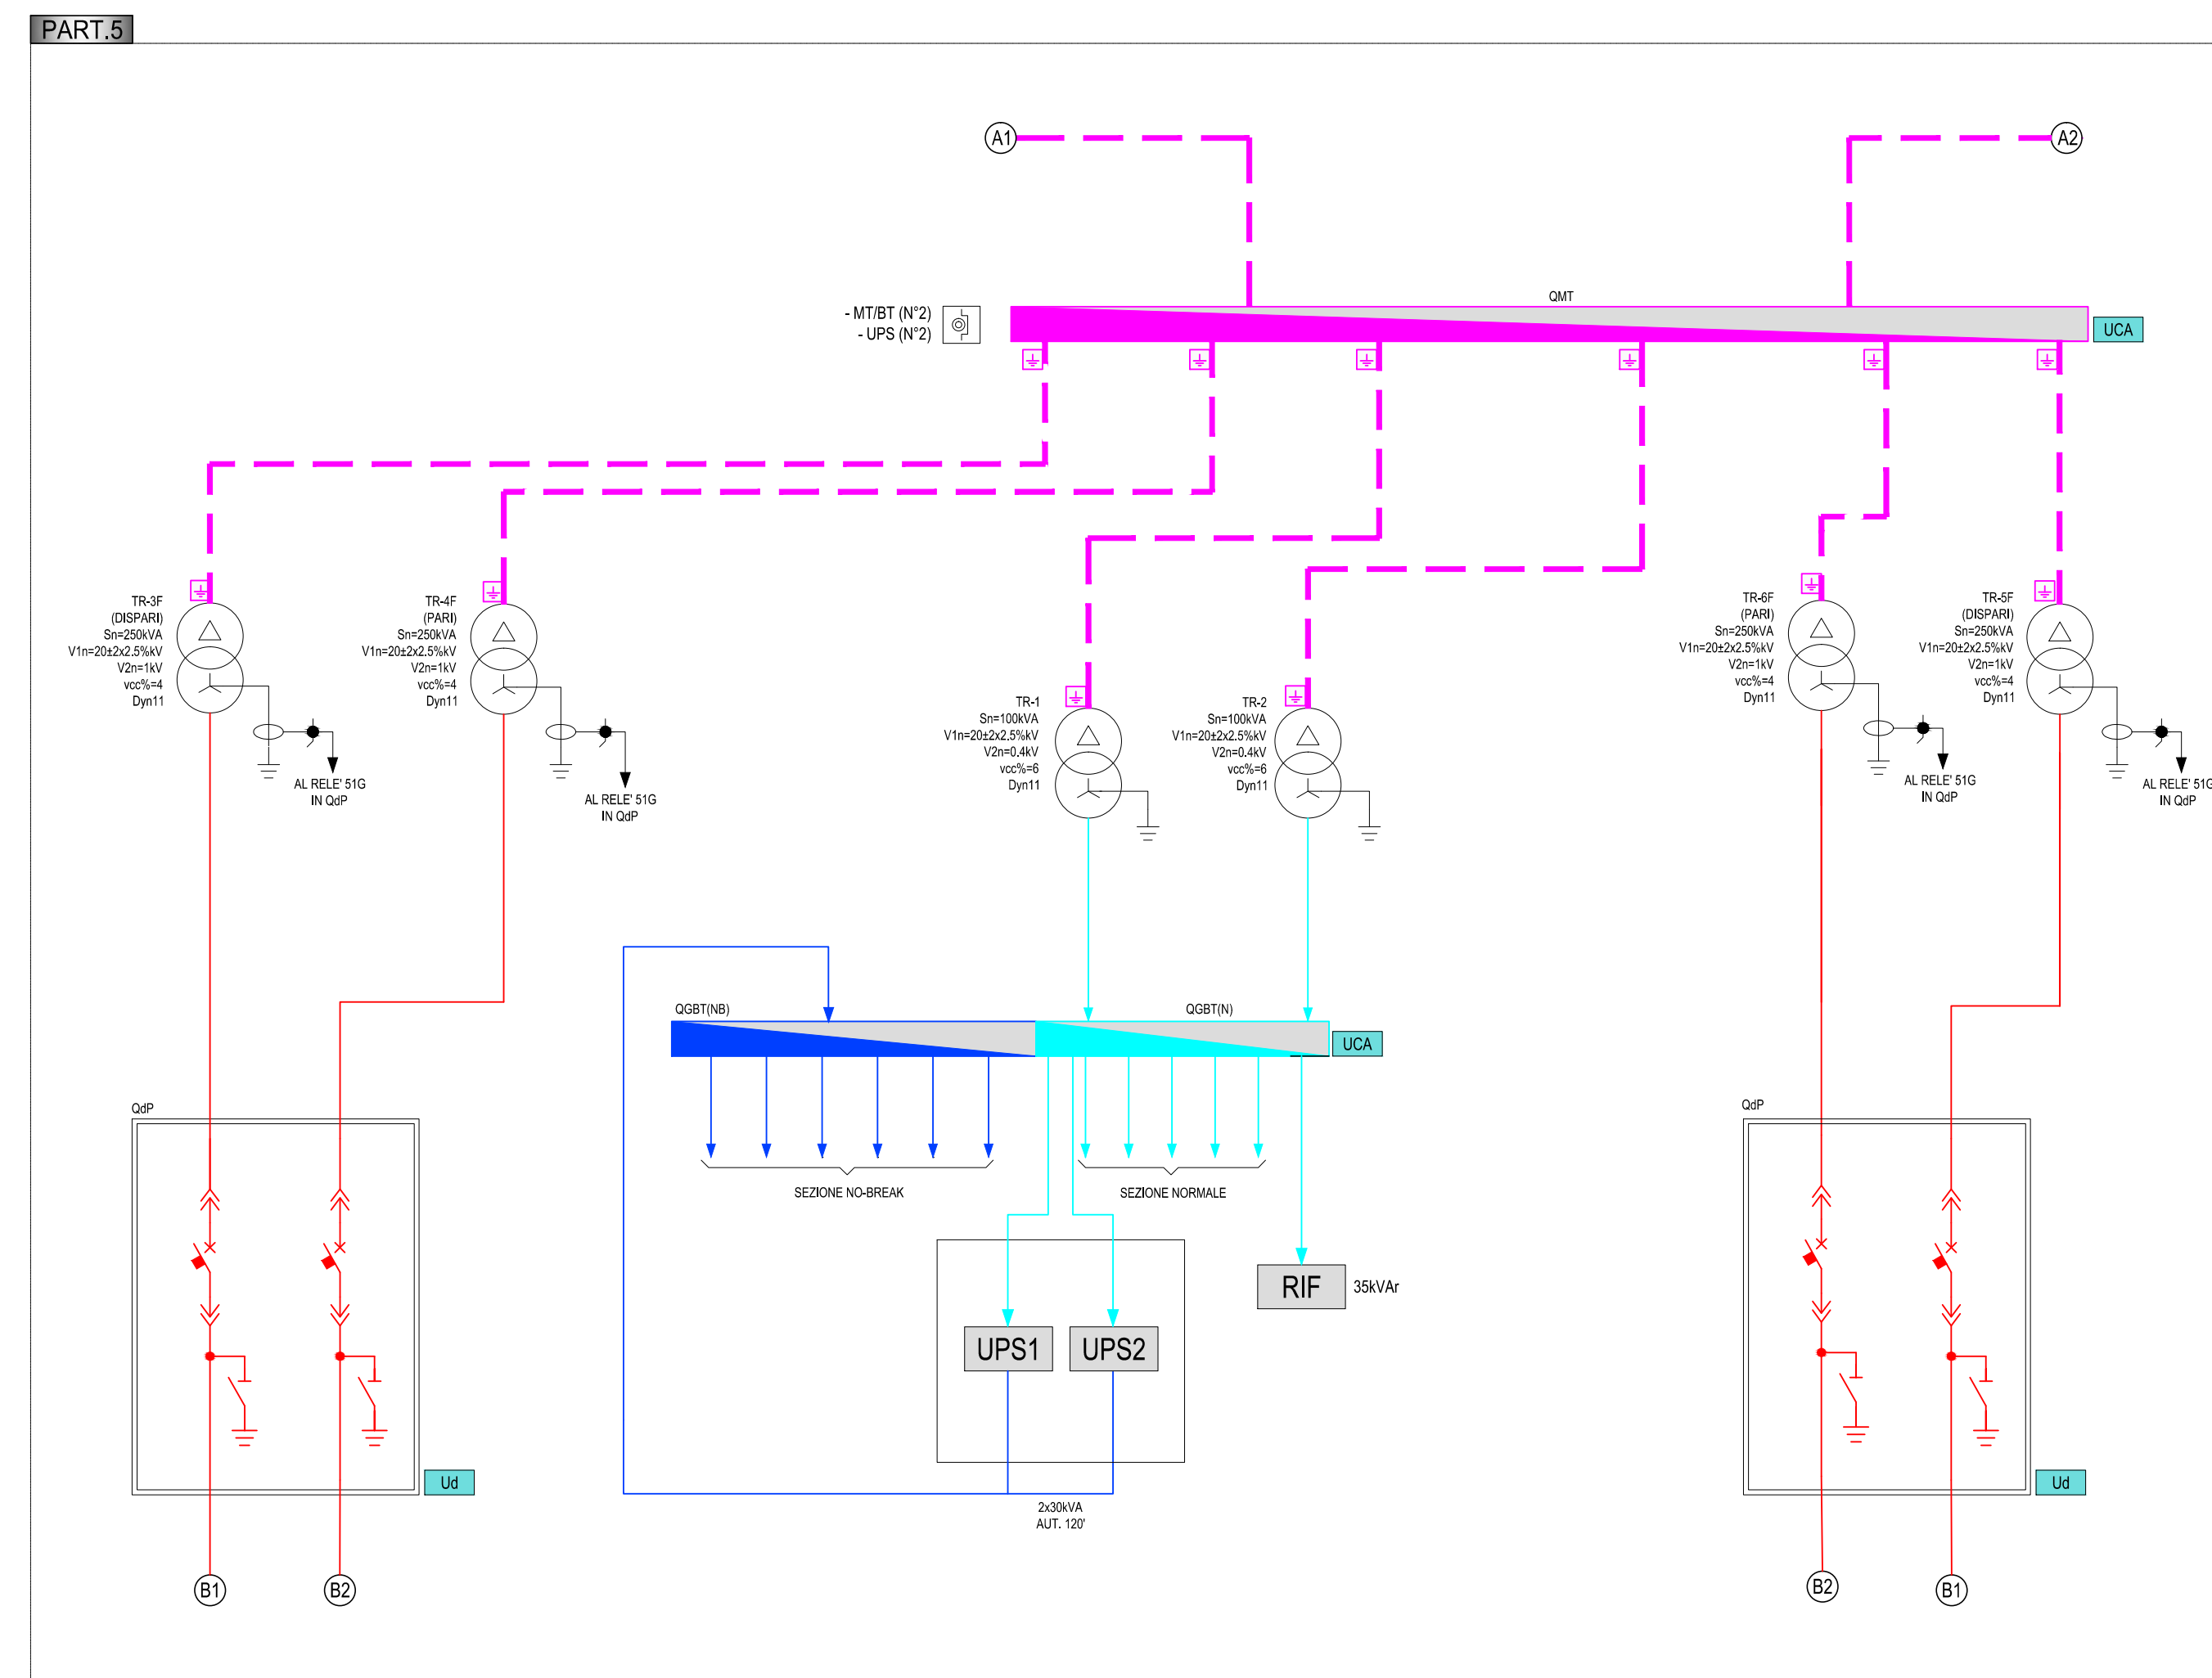 PART.5
A1
A2
- MT/BT (N°2)
- UPS (N°2)
QMT
UCA
TR-3F
(DISPARI)
Sn=250kVA
V1n=20±2x2.5%kV
V2n=1kV
vcc%=4
Dyn11
AL RELE' 51G
IN QdP
TR-4F
(PARI)
Sn=250kVA
V1n=20±2x2.5%kV
V2n=1kV
vcc%=4
Dyn11
AL RELE' 51G
IN QdP
TR-1
Sn=100kVA
V1n=20±2x2.5%kV
V2n=0.4kV
vcc%=6
Dyn11
TR-2
Sn=100kVA
V1n=20±2x2.5%kV
V2n=0.4kV
vcc%=6
Dyn11
TR-6F
(PARI)
Sn=250kVA
V1n=20±2x2.5%kV
V2n=1kV
vcc%=4
Dyn11
AL RELE' 51G
IN QdP
TR-5F
(DISPARI)
Sn=250kVA
V1n=20±2x2.5%kV
V2n=1kV
vcc%=4
Dyn11
AL RELE' 51G
IN QdP
QGBT(NB)
QGBT(N)
UCA
SEZIONE NO-BREAK
SEZIONE NORMALE
RIF
35kVAr
UPS1
UPS2
2x30kVA
AUT. 120'
QdP
Ud
B1
B2
QdP
Ud
B2
B1